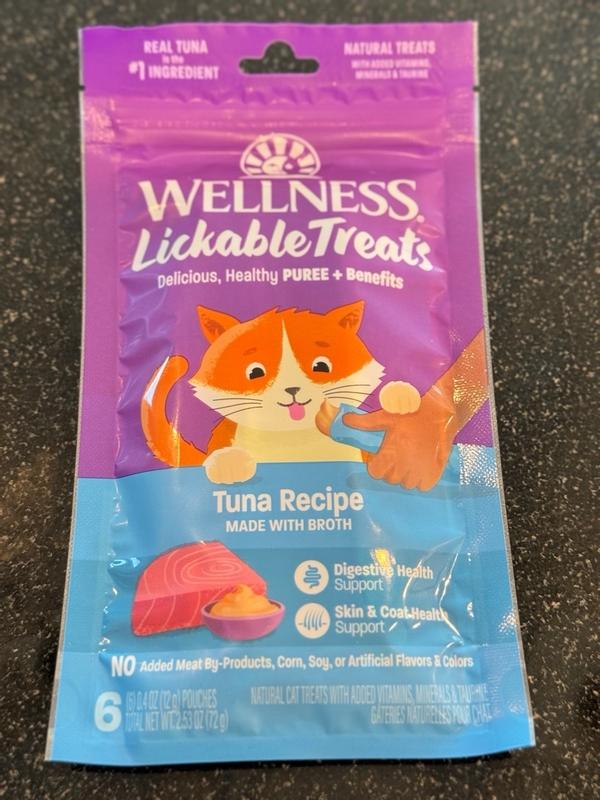 REAL TUNA
is the
#1 INGREDIENT
NATURAL TREATS
WITH ADDED VITAMINS,
MINERALS & TAURINE
WELLNESS®
Lickable Treats
Delicious, Healthy PUREE + Benefits
Tuna Recipe
MADE WITH BROTH
Digestive Health
Support
Skin & Coat Health
Support
NO Added Meat By-Products, Corn, Soy, or Artificial Flavors & Colors
6 (6) 0.4 OZ (12 g) POUCHES
TOTAL NET WT. 2.53 OZ (72 g)
NATURAL CAT TREATS WITH ADDED VITAMINS, MINERALS & TAURINE
GÂTERIES NATURELLES POUR CHAT